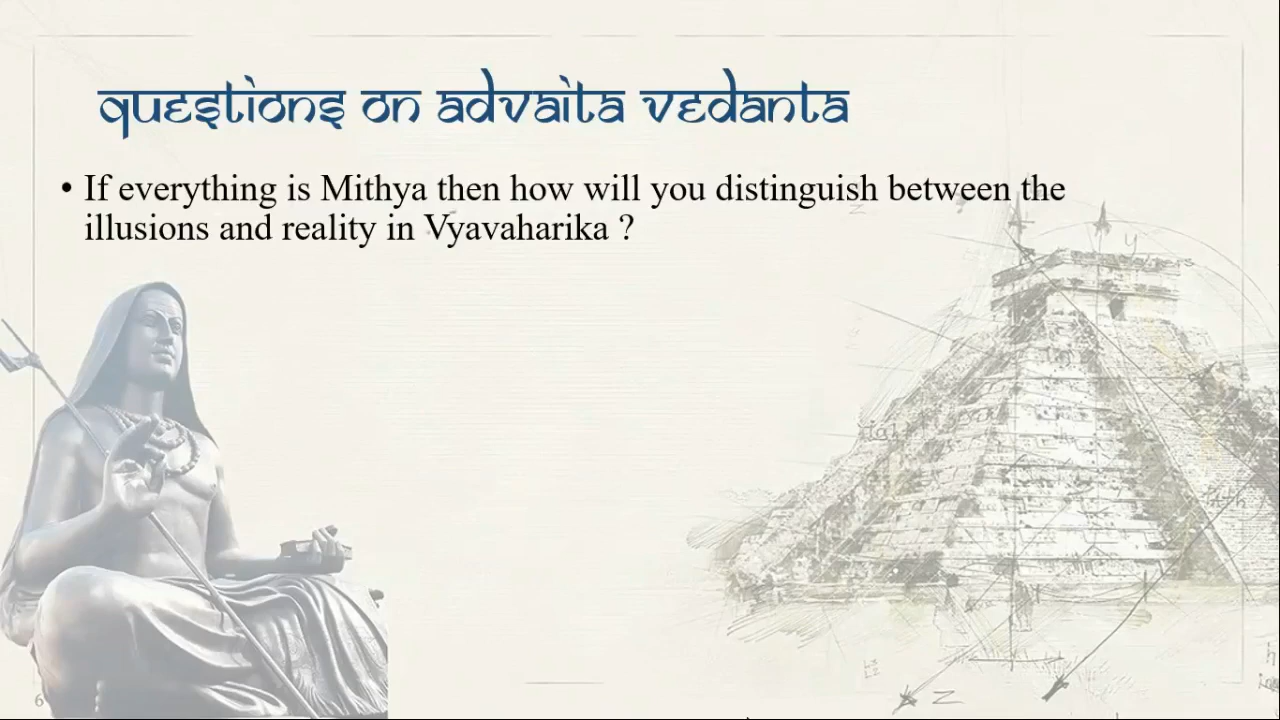 Questions on Advaita Vedanta
• If everything is Mithya then how will you distinguish between the
illusions and reality in Vyavaharika ?
6